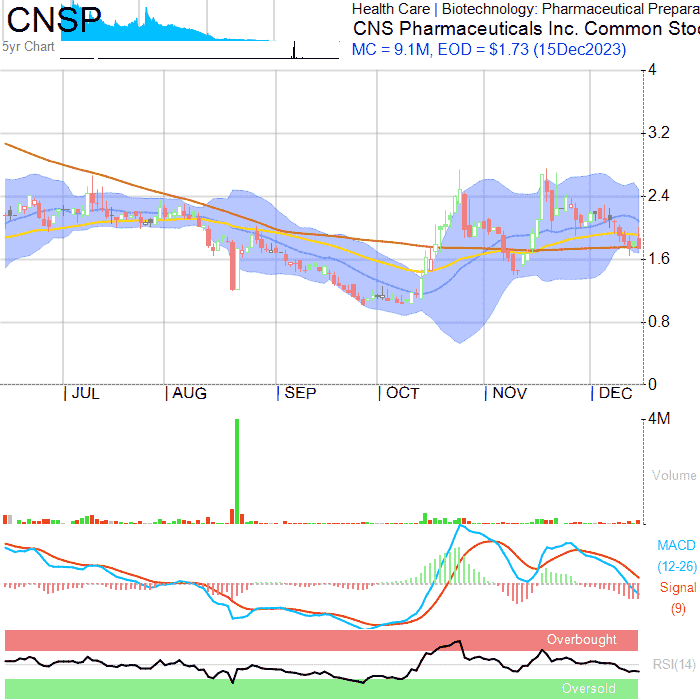 CNSP
5yr Chart
Health Care | Biotechnology: Pharmaceutical Prepara
CNS Pharmaceuticals Inc. Common Sto
MC = 9.1M, EOD = $1.73 (15Dec2023)
4
3.2
2.4
1.6
0.8
0
JUL AUG SEP OCT NOV DEC
4M
Volume
MACD
(12-26)
Signal
(9)
Overbought
RSI(14)
Oversold